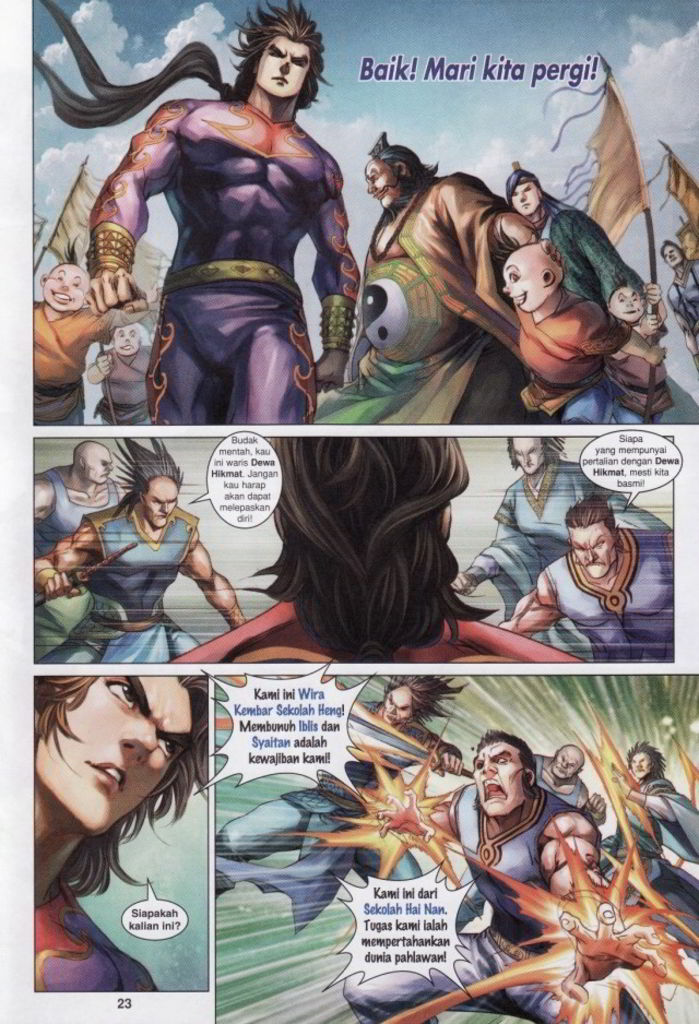 Baik! Mari kita pergi!
Budak
mentah, kau
ini waris Dewa
Hikmat. Jangan
kau harap
akan dapat
melepaskan
diri!
Siapa
yang mempunyai
pertalian dengan Dewa
Hikmat, mesti kita
basmi!
Kami ini Wira
Kembar Sekolah Heng!
Membunuh Iblis dan
Syaitan adalah
kewajiban kami!
Siapakah
kalian ini?
Kami ini dari
Sekolah Hai Nan.
Tugas kami ialah
mempertahankan
dunia pahlawan!
23